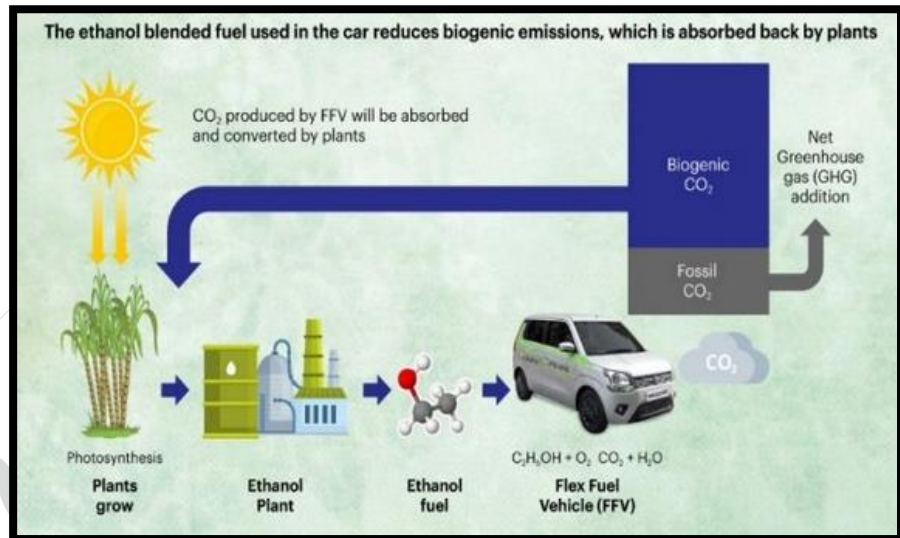 The ethanol blended fuel used in the car reduces biogenic emissions, which is absorbed back by plants
CO₂ produced by FFV will be absorbed
and converted by plants
Biogenic
CO₂
Net
Greenhouse
gas (GHG)
addition
Fossil
CO₂
CO₂
Photosynthesis
Plants
grow
Ethanol
Plant
Ethanol
fuel
C₂H₅OH + O₂ CO₂ + H₂O
Flex Fuel
Vehicle (FFV)